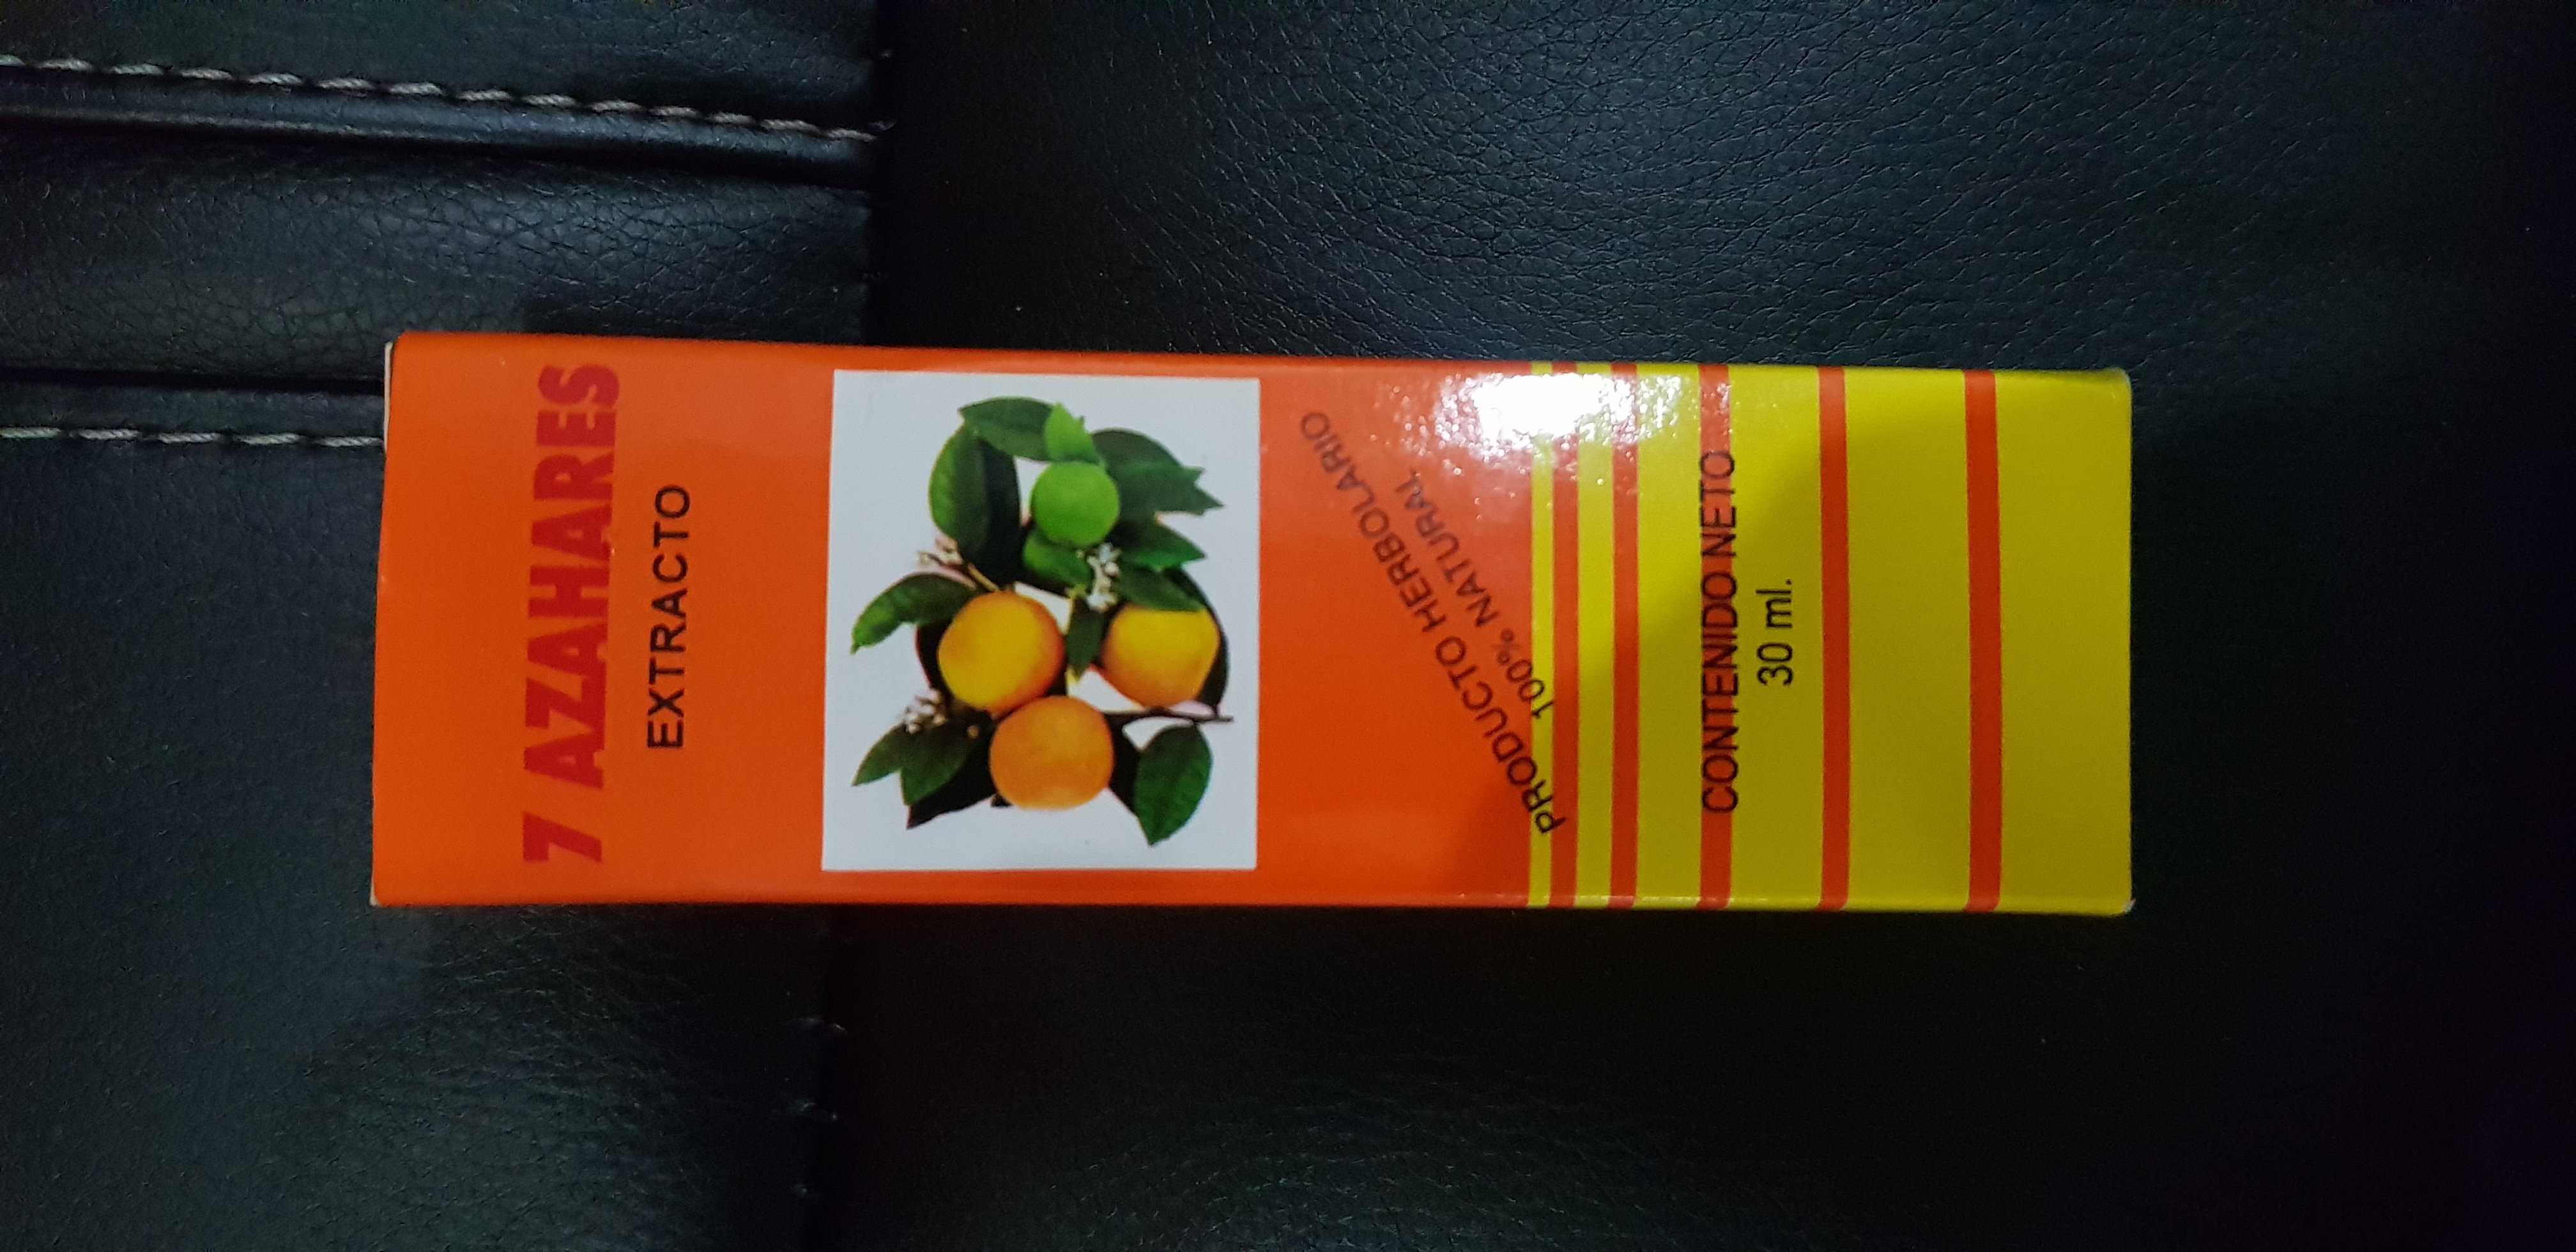 7 AZAHARES
EXTRACTO
PRODUCTO HERBOLARIO
100% NATURAL
CONTENIDO NETO
30 ml.